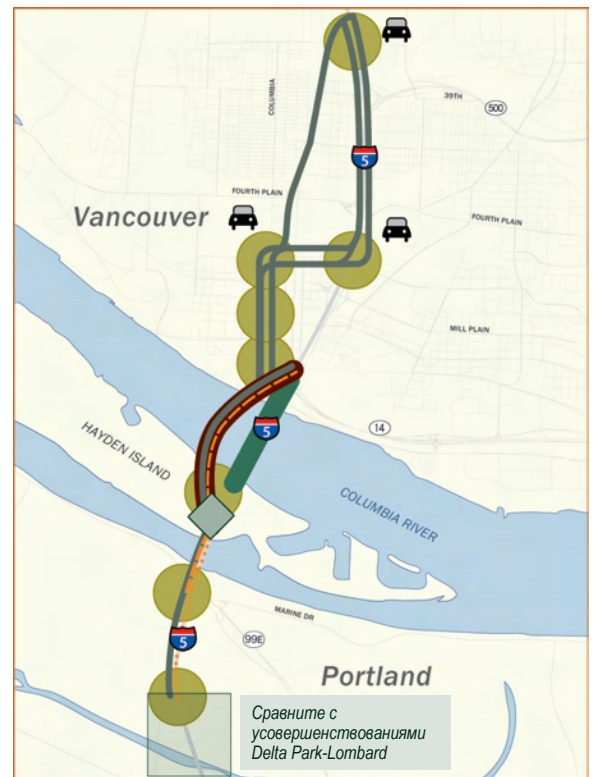 COLUMBIA
39TH
500
5
FOURTH PLAIN
Vancouver
FOURTH PLAIN
MILL PLAIN
5
14
HAYDEN ISLAND
COLUMBIA RIVER
MARINE DR
5
99E
Portland
Сравните с
усовершенствованиями
Delta Park-Lombard